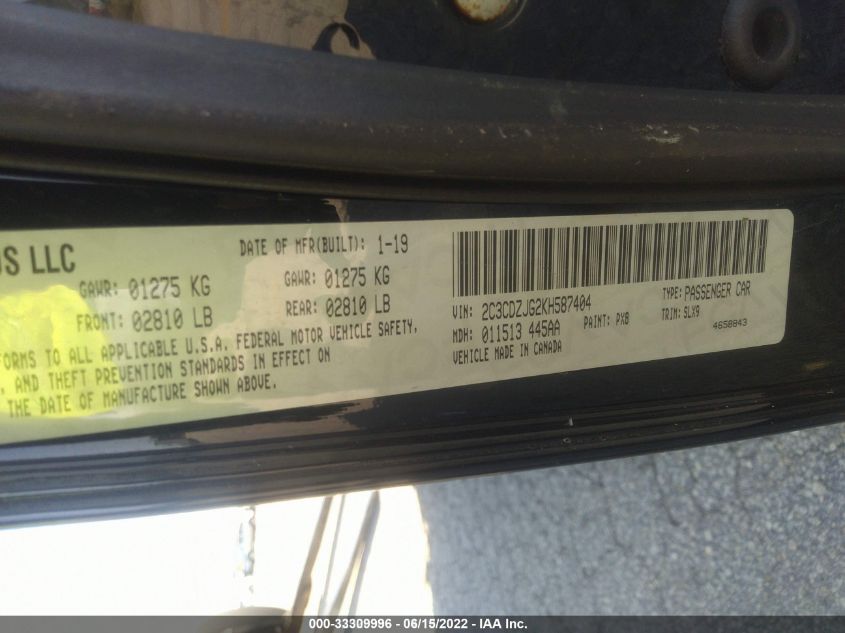 US LLC
DATE OF MFR(BUILT): 1-19
GAWR: 01275 KG
GAWR: 01275 KG
FRONT: 02810 LB
REAR: 02810 LB
FORMS TO ALL APPLICABLE U.S.A. FEDERAL MOTOR VEHICLE SAFETY,
AND THEFT PREVENTION STANDARDS IN EFFECT ON
THE DATE OF MANUFACTURE SHOWN ABOVE.
VIN: 2C3CDZJG2KH587404
TYPE: PASSENGER CAR
MDH: 011513 445AA
PAINT: PX8
TRIM: SLX9
VEHICLE MADE IN CANADA
4658843
000-33309996 - 06/15/2022 - IAA Inc.